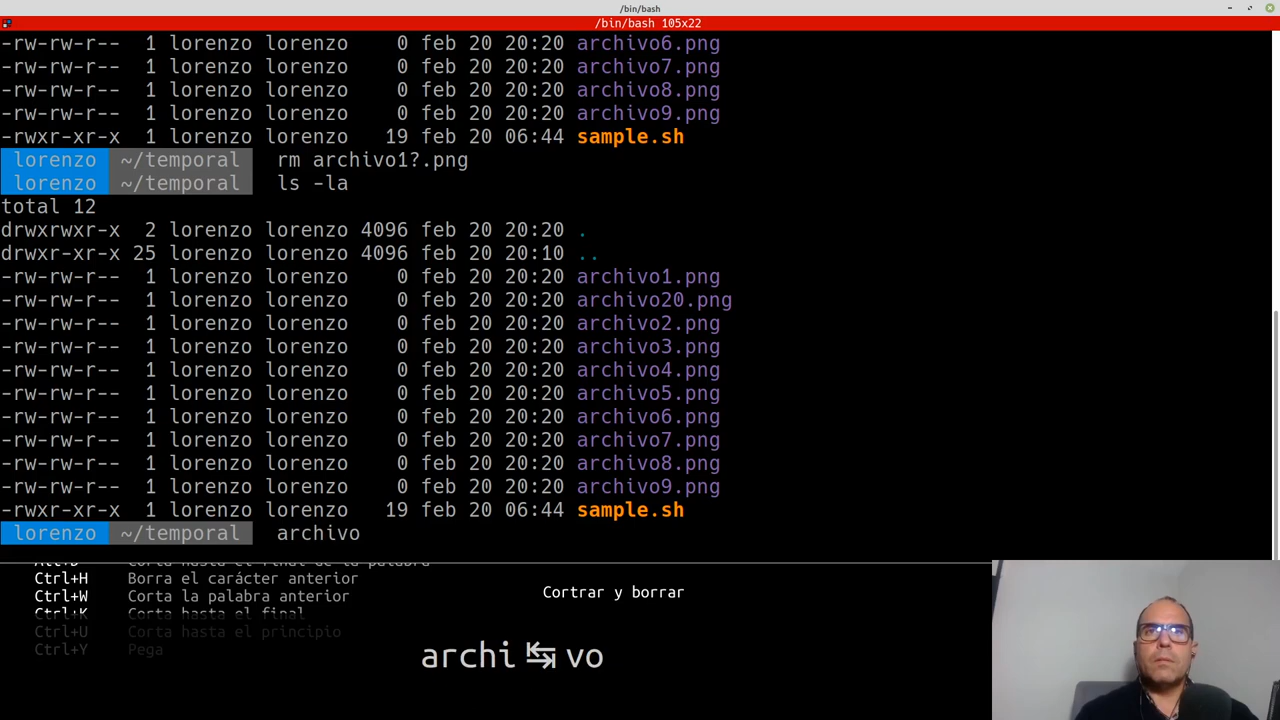 /bin/bash
/bin/bash 105x22
-rw-rw-r-- 1 lorenzo lorenzo 0 feb 20 20:20 archivo6.png
-rw-rw-r-- 1 lorenzo lorenzo 0 feb 20 20:20 archivo7.png
-rw-rw-r-- 1 lorenzo lorenzo 0 feb 20 20:20 archivo8.png
-rw-rw-r-- 1 lorenzo lorenzo 0 feb 20 20:20 archivo9.png
-rwxr-xr-x 1 lorenzo lorenzo 19 feb 20 06:44 sample.sh
lorenzo ~/temporal rm archivo1?.png
lorenzo ~/temporal ls -la
total 12
drwxrwxr-x 2 lorenzo lorenzo 4096 feb 20 20:20 .
drwxr-xr-x 25 lorenzo lorenzo 4096 feb 20 20:10 ..
-rw-rw-r-- 1 lorenzo lorenzo 0 feb 20 20:20 archivo1.png
-rw-rw-r-- 1 lorenzo lorenzo 0 feb 20 20:20 archivo20.png
-rw-rw-r-- 1 lorenzo lorenzo 0 feb 20 20:20 archivo2.png
-rw-rw-r-- 1 lorenzo lorenzo 0 feb 20 20:20 archivo3.png
-rw-rw-r-- 1 lorenzo lorenzo 0 feb 20 20:20 archivo4.png
-rw-rw-r-- 1 lorenzo lorenzo 0 feb 20 20:20 archivo5.png
-rw-rw-r-- 1 lorenzo lorenzo 0 feb 20 20:20 archivo6.png
-rw-rw-r-- 1 lorenzo lorenzo 0 feb 20 20:20 archivo7.png
-rw-rw-r-- 1 lorenzo lorenzo 0 feb 20 20:20 archivo8.png
-rw-rw-r-- 1 lorenzo lorenzo 0 feb 20 20:20 archivo9.png
-rwxr-xr-x 1 lorenzo lorenzo 19 feb 20 06:44 sample.sh
lorenzo ~/temporal archivo
Corta hasta el final de la palabra
Ctrl+H Borra el carácter anterior
Ctrl+W Corta la palabra anterior
Ctrl+K Corta hasta el final
Ctrl+U Corta hasta el principio
Ctrl+Y Pega
Cortrar y borrar
archi ↹ vo